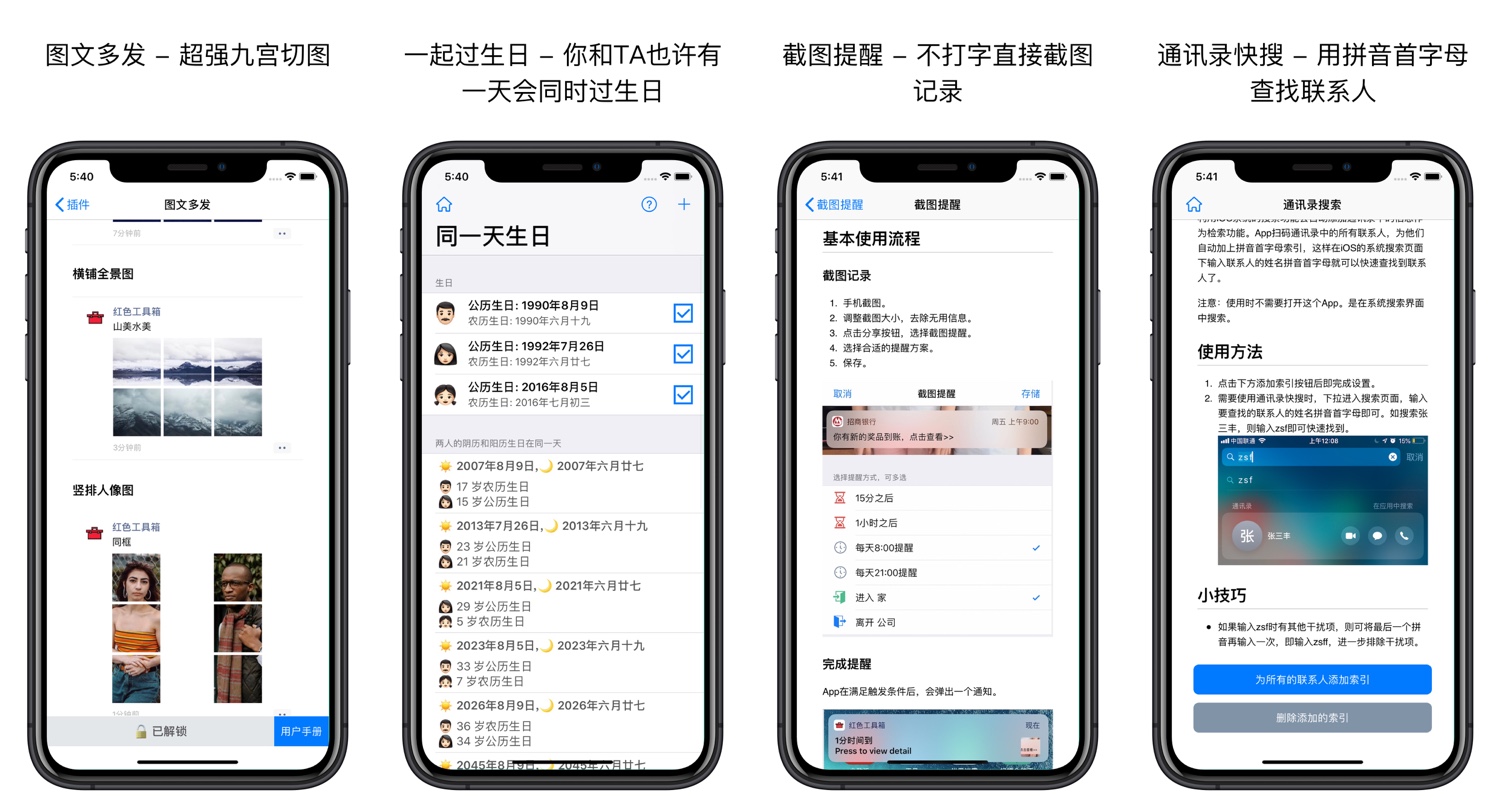 图文多发 – 超强九宫切图
5:40
插件
图文多发
7分钟前
横铺全景图
红色工具箱
山美水美
3分钟前
竖排人像图
红色工具箱
同框
1分钟前
已解锁
用户手册
一起过生日 – 你和TA也许有
一天会同时过生日
5:40
同一天生日
生日
公历生日: 1990年8月9日
农历生日: 1990年六月十九
公历生日: 1992年7月26日
农历生日: 1992年六月廿七
公历生日: 2016年8月5日
农历生日: 2016年七月初三
两人的阴历和阳历生日在同一天
2007年8月9日, 2007年六月廿七
17 岁农历生日
15 岁公历生日
2013年7月26日, 2013年六月十九
23 岁公历生日
21 岁农历生日
2021年8月5日, 2021年六月廿七
29 岁公历生日
5 岁农历生日
2023年8月5日, 2023年六月十九
33 岁公历生日
7 岁农历生日
2026年8月9日, 2026年六月廿七
36 岁农历生日
34 岁公历生日
2045年8月9日, 2045年六月廿七
截图提醒 – 不打字直接截图
记录
5:41
截图提醒
截图提醒
基本使用流程
截图记录
1. 手机截图。
2. 调整截图大小，去除无用信息。
3. 点击分享按钮，选择截图提醒。
4. 选择合适的提醒方案。
5. 保存。
取消
截图提醒
存储
招商银行
周五 上午9:00
你有新的奖品到账，点击查看>>
选择提醒方式，可多选
15分之后
1小时之后
每天8:00提醒
每天21:00提醒
进入 家
离开 公司
完成提醒
App在满足触发条件后，会弹出一个通知。
红色工具箱
现在
1分时间到
Press to view detail
通讯录快搜 – 用拼音首字母
查找联系人
5:41
通讯录搜索
利用iOS系统的搜索功能会自动添加通讯录中的信息作
为检索功能。App扫码通讯录中的所有联系人，为他们
自动加上拼音首字母索引，这样在iOS的系统搜索页面
下输入联系人的姓名拼音首字母就可以快速查找到联系
人了。
注意：使用时不需要打开这个App。是在系统搜索界面
中搜索。
使用方法
1. 点击下方添加索引按钮后即完成设置。
2. 需要使用通讯录快搜时，下拉进入搜索页面，输入
要查找的联系人的姓名拼音首字母即可。如搜索张
三丰，则输入zsf即可快速找到。
中国联通
上午12:08
15%
zsf
取消
zsf
通讯录
在应用中搜索
张
张三丰
小技巧
• 如果输入zsf时有其他干扰项，则可将最后一个拼
音再输入一次，即输入zsff，进一步排除干扰项。
为所有的联系人添加索引
删除添加的索引